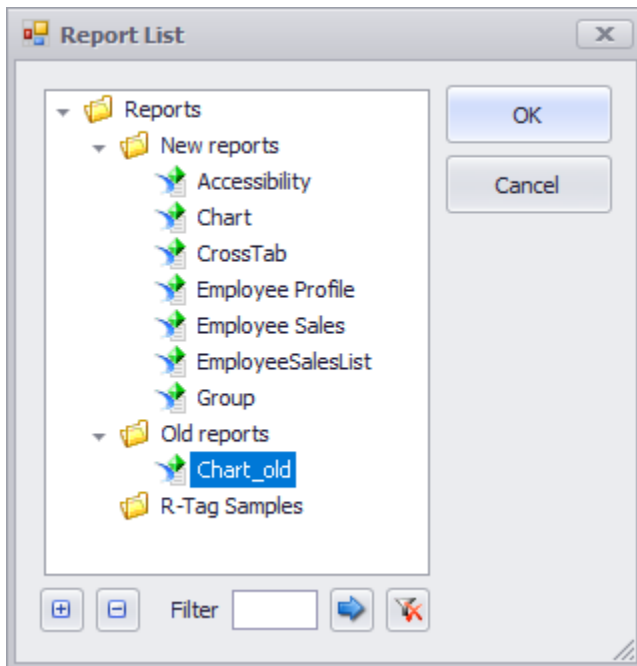 Report List
Reports
OK
New reports
Accessibility
Cancel
Chart
CrossTab
Employee Profile
Employee Sales
EmployeeSalesList
Group
Old reports
Chart_old
R-Tag Samples
Filter